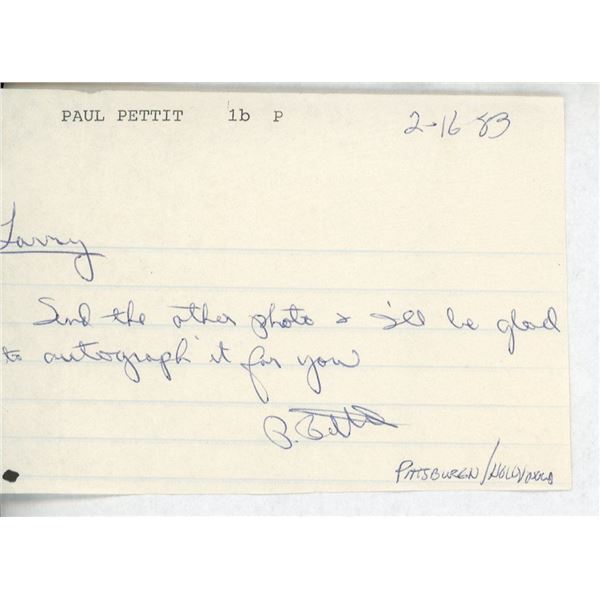 PAUL PETTIT 1b P 2-16 83
Larry
Send the other photo & I'll be glad
to autograph it for you
P. Pettit
PITTSBURGH/HOLLYWOOD